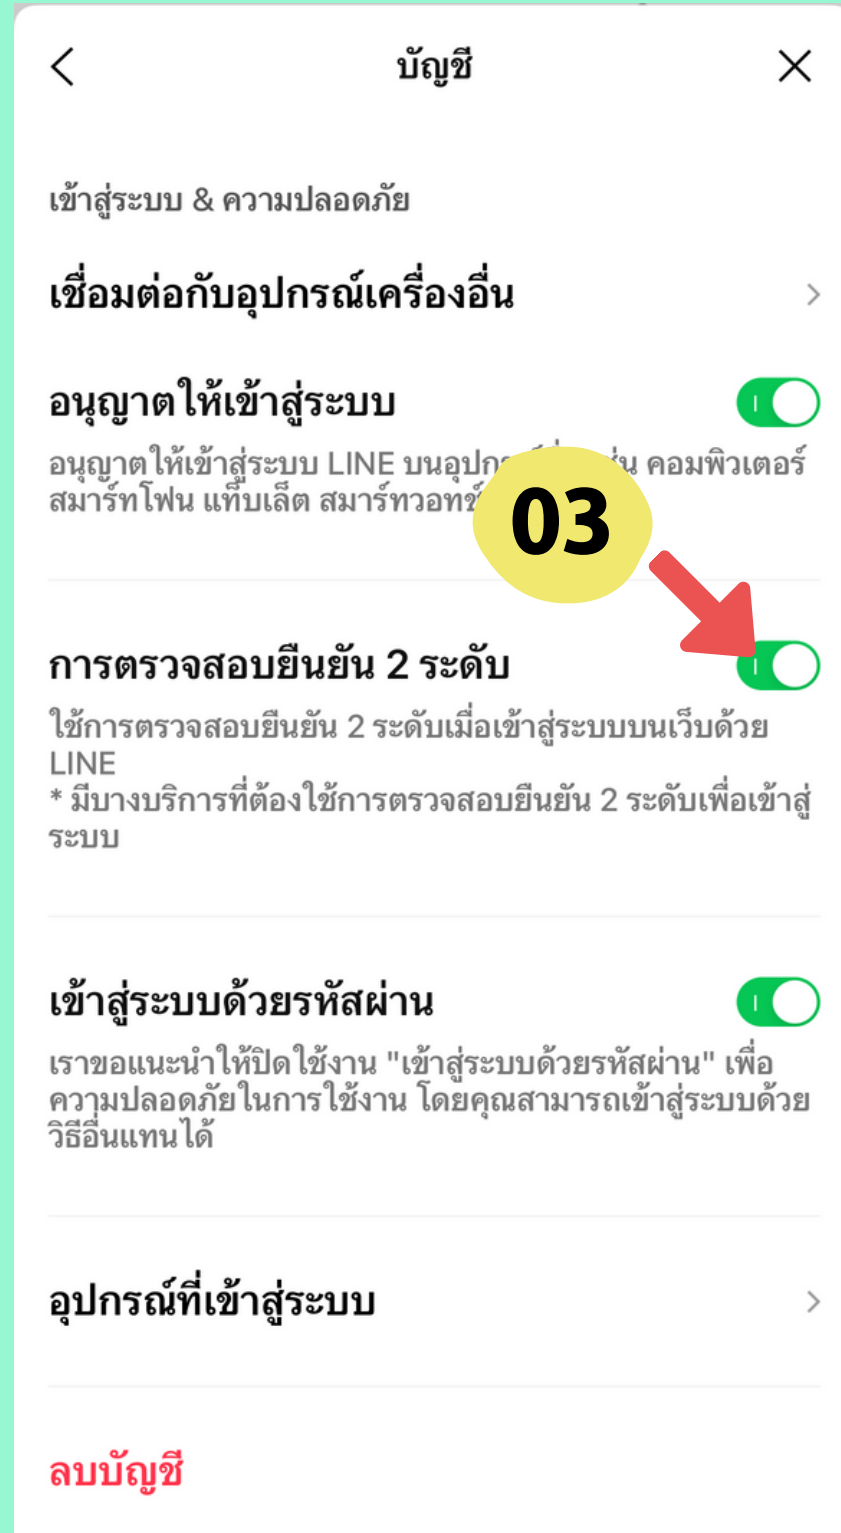 บัญชี
เข้าสู่ระบบ & ความปลอดภัย
เชื่อมต่อกับอุปกรณ์เครื่องอื่น
อนุญาตให้เข้าสู่ระบบ
อนุญาตให้เข้าสู่ระบบ LINE บน คอมพิวเตอร์
สมาร์ทโฟน แท็บเล็ต
03
การตรวจสอบยืนยัน 2 ระดับ
ใช้การตรวจสอบยืนยัน 2 ระดับเมื่อเข้าสู่ระบบบนเว็บด้วย
LINE
* มีบางบริการที่ต้องใช้การตรวจสอบยืนยัน 2 ระดับเพื่อเข้าสู่
ระบบ
เข้าสู่ระบบด้วยรหัสผ่าน
เราขอแนะนำให้ปิดใช้งาน "เข้าสู่ระบบด้วยรหัสผ่าน" เพื่อ
ความปลอดภัยในการใช้งาน โดยคุณสามารถเข้าสู่ระบบด้วย
วิธีอื่นแทนได้
อุปกรณ์ที่เข้าสู่ระบบ
ลบบัญชี